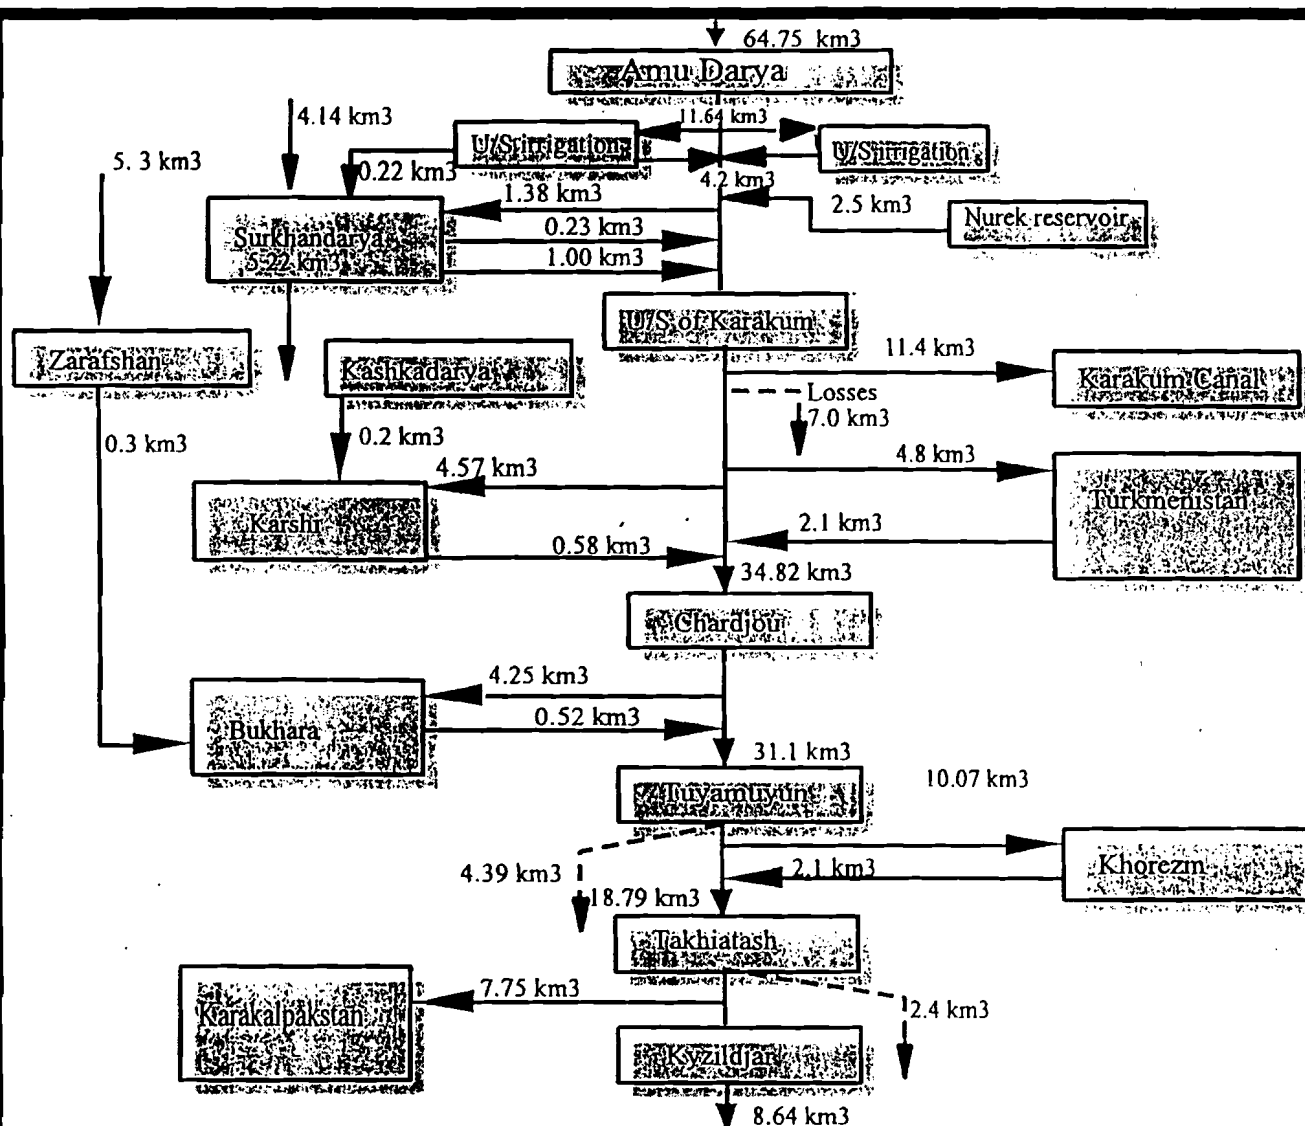 64.75 km3
Amu Darya
4.14 km3
11.64 km3
5. 3 km3
U/S irrigation
U/S irrigation
0.22 km3
4.2 km3
1.38 km3
2.5 km3
Nurek reservoir
Surkhandarya
5.22 km3
0.23 km3
1.00 km3
U/S of Karakum
Zarafshan
Kashkadarya
11.4 km3
Karakum Canal
Losses
7.0 km3
0.3 km3
0.2 km3
4.57 km3
4.8 km3
Turkmenistan
Karshi
2.1 km3
0.58 km3
34.82 km3
Chardjou
4.25 km3
0.52 km3
Bukhara
31.1 km3
Tuyamuyun
10.07 km3
4.39 km3
2.1 km3
Khorezm
18.79 km3
Takhiatash
7.75 km3
Karakalpakstan
2.4 km3
Kyzildjar
8.64 km3